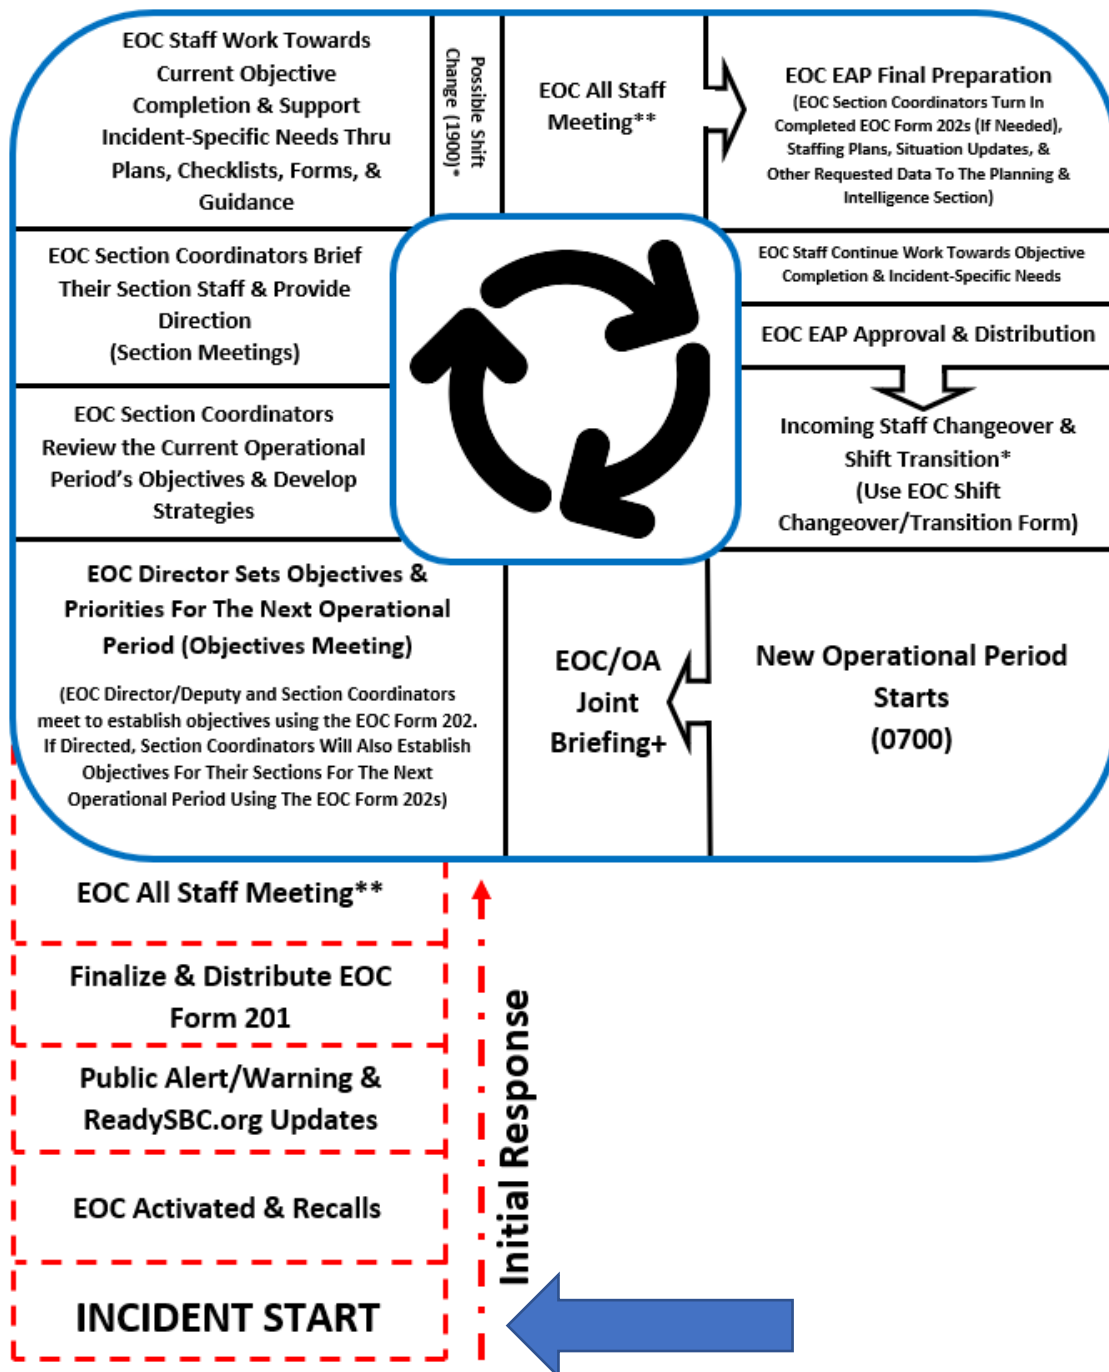 EOC Staff Work Towards
Current Objective
Completion & Support
Incident-Specific Needs Thru
Plans, Checklists, Forms, &
Guidance
Possible Shift
Change (1900)*
EOC All Staff
Meeting**
EOC EAP Final Preparation
(EOC Section Coordinators Turn In
Completed EOC Form 202s (If Needed),
Staffing Plans, Situation Updates, &
Other Requested Data To The Planning &
Intelligence Section)
EOC Staff Continue Work Towards Objective
Completion & Incident-Specific Needs
EOC EAP Approval & Distribution
Incoming Staff Changeover &
Shift Transition*
(Use EOC Shift
Changeover/Transition Form)
New Operational Period
Starts
(0700)
EOC/OA
Joint
Briefing+
EOC Section Coordinators Brief
Their Section Staff & Provide
Direction
(Section Meetings)
EOC Section Coordinators
Review the Current Operational
Period's Objectives & Develop
Strategies
EOC Director Sets Objectives &
Priorities For The Next Operational
Period (Objectives Meeting)
(EOC Director/Deputy and Section Coordinators
meet to establish objectives using the EOC Form 202.
If Directed, Section Coordinators Will Also Establish
Objectives For Their Sections For The Next
Operational Period Using The EOC Form 202s)
EOC All Staff Meeting**
Finalize & Distribute EOC
Form 201
Public Alert/Warning &
ReadySBC.org Updates
EOC Activated & Recalls
INCIDENT START
Initial Response